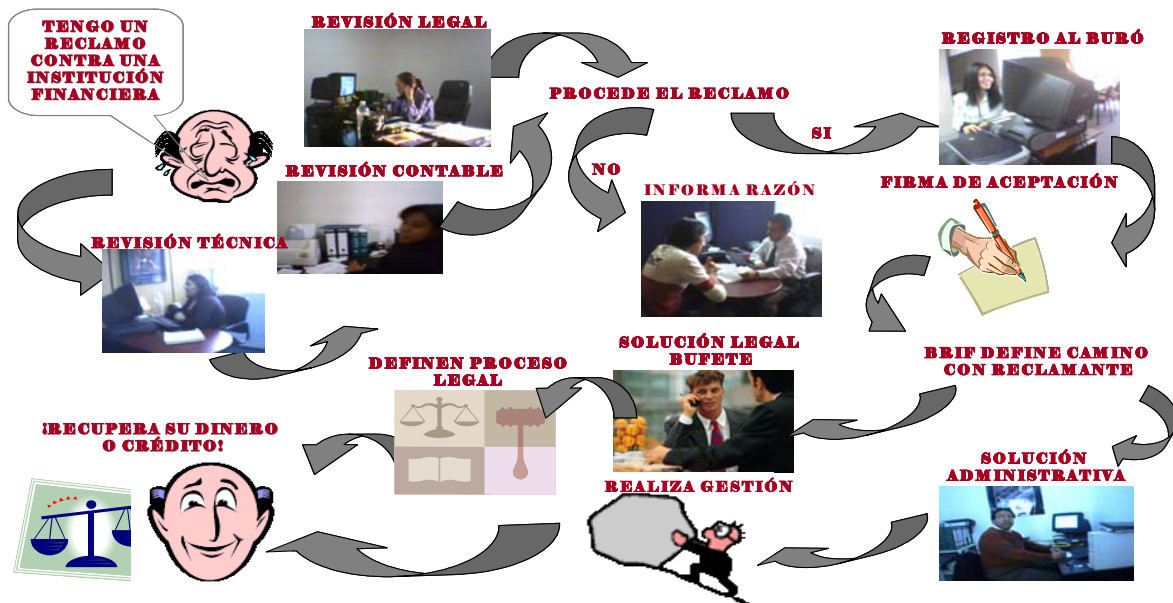 TENGO UN
RECLAMO
CONTRA UNA
INSTITUCIÓN
FINANCIERA
REVISIÓN TÉCNICA
REVISIÓN CONTABLE
REVISIÓN LEGAL
PROCEDE EL RECLAMO
NO
INFORMA RAZÓN
SI
REGISTRO AL BURÓ
FIRMA DE ACEPTACIÓN
BRIF DEFINE CAMINO
CON RECLAMANTE
SOLUCIÓN LEGAL
BUFETE
DEFINEN PROCESO
LEGAL
SOLUCIÓN
ADMINISTRATIVA
REALIZA GESTIÓN
¡RECUPERA SU DINERO
O CRÉDITO!